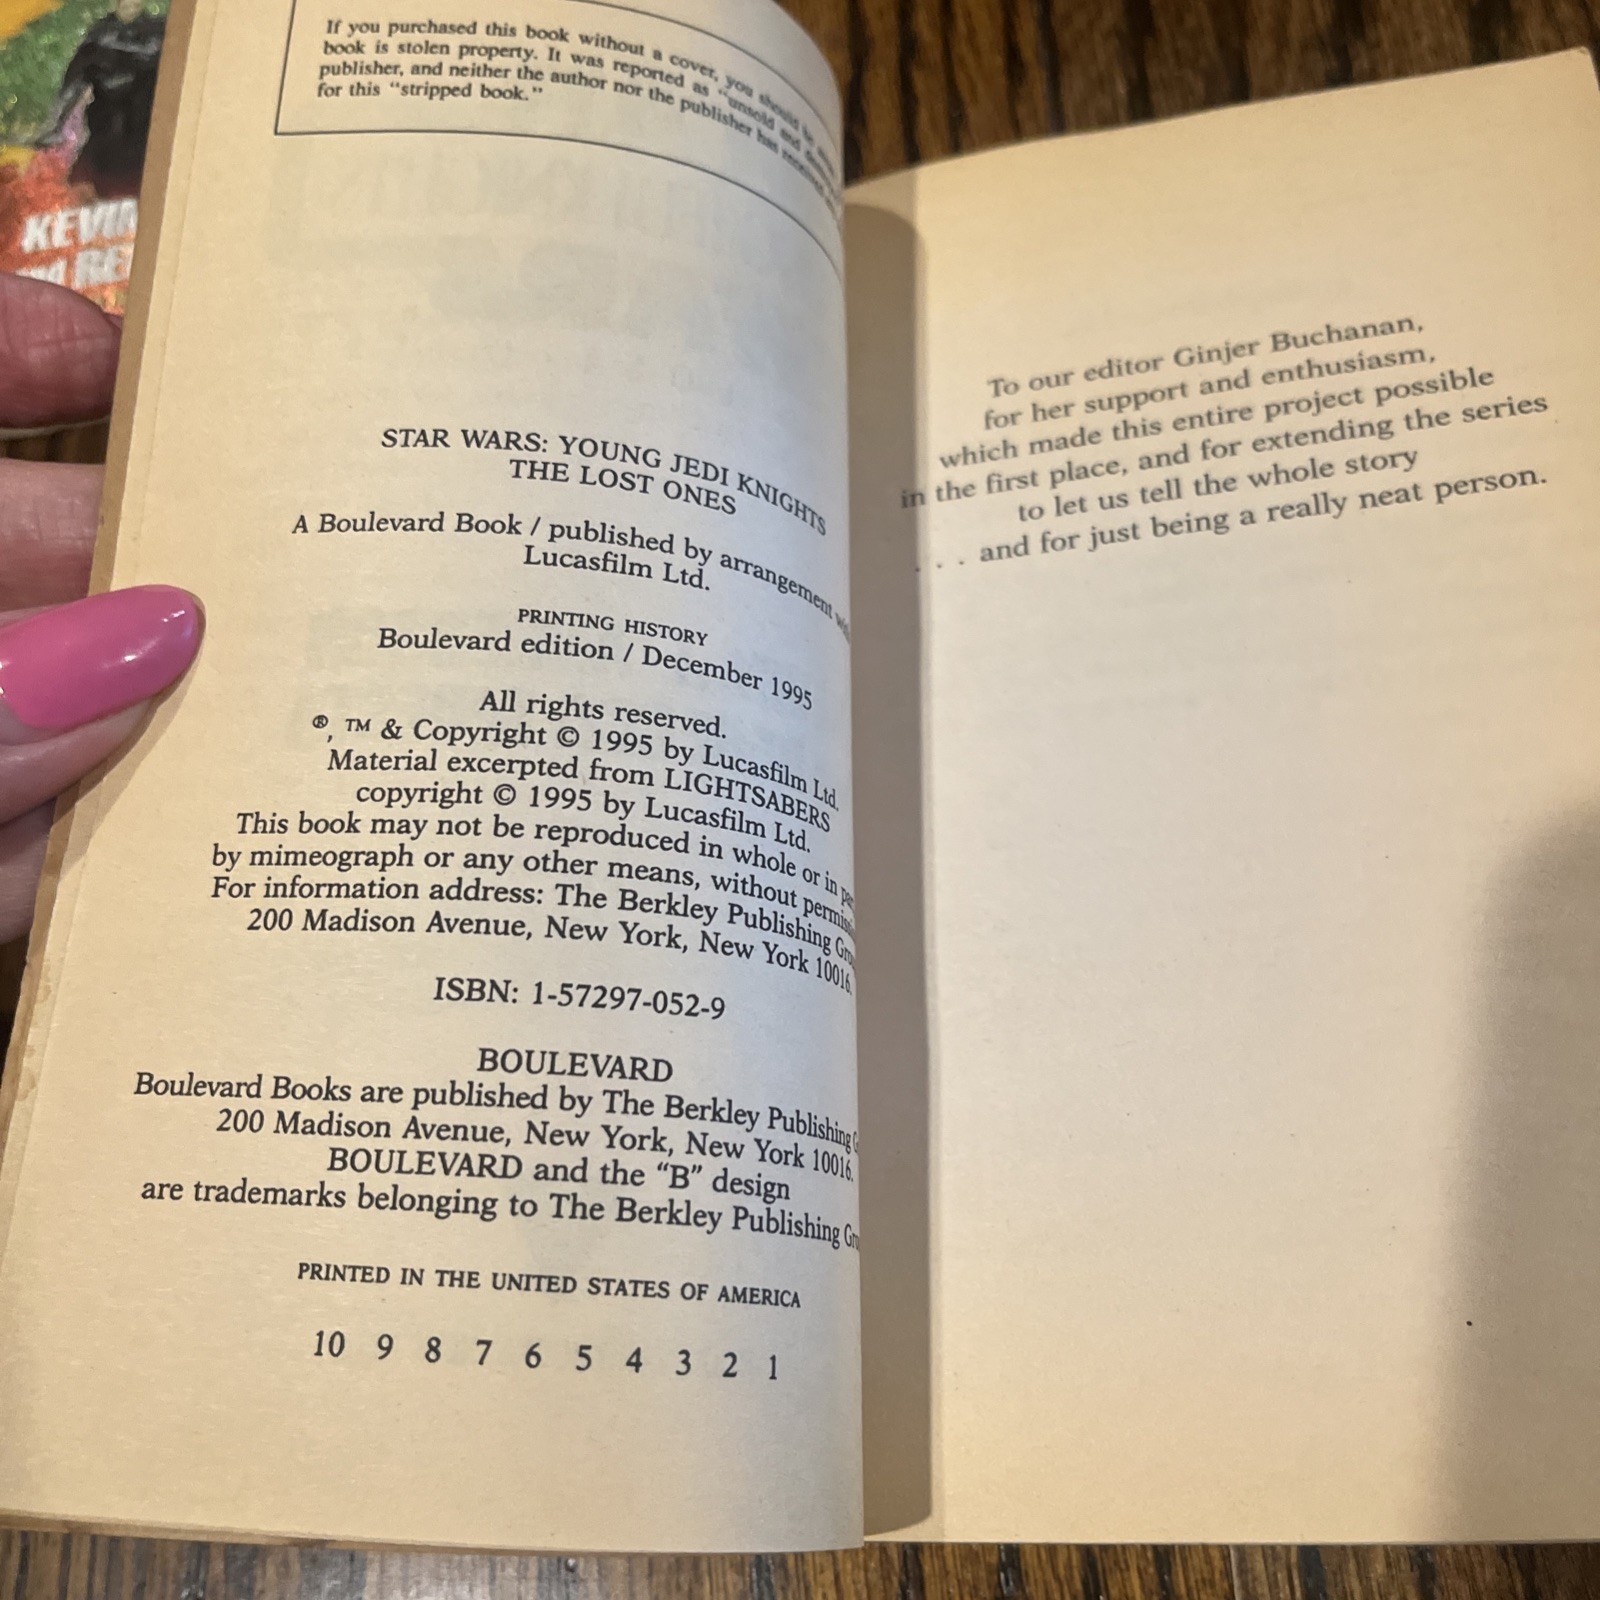 KEVIN
If you purchased this book without a cover, you should be
book is stolen property. It was reported as "unsold and
publisher, and neither the author nor the publisher has received
for this "stripped book."
STAR WARS: YOUNG JEDI KNIGHTS
THE LOST ONES
A Boulevard Book / published by arrangement
Lucasfilm Ltd.
PRINTING HISTORY
Boulevard edition / December 1995
All rights reserved.
®, ™ & Copyright © 1995 by Lucasfilm Ltd.
Material excerpted from LIGHTSABERS
copyright © 1995 by Lucasfilm Ltd.
This book may not be reproduced in whole or in
by mimeograph or any other means, without
For information address: The Berkley Publishing
200 Madison Avenue, New York, New York 10016.
ISBN: 1-57297-052-9
BOULEVARD
Boulevard Books are published by The Berkley Publishing
200 Madison Avenue, New York, New York 10016.
BOULEVARD and the “B” design
are trademarks belonging to The Berkley Publishing
PRINTED IN THE UNITED STATES OF AMERICA
10 9 8 7 6 5 4 3 2 1
To our editor Ginjer Buchanan,
for her support and enthusiasm,
which made this entire project possible
in the first place, and for extending the series
to let us tell the whole story
. . . and for just being a really neat person.